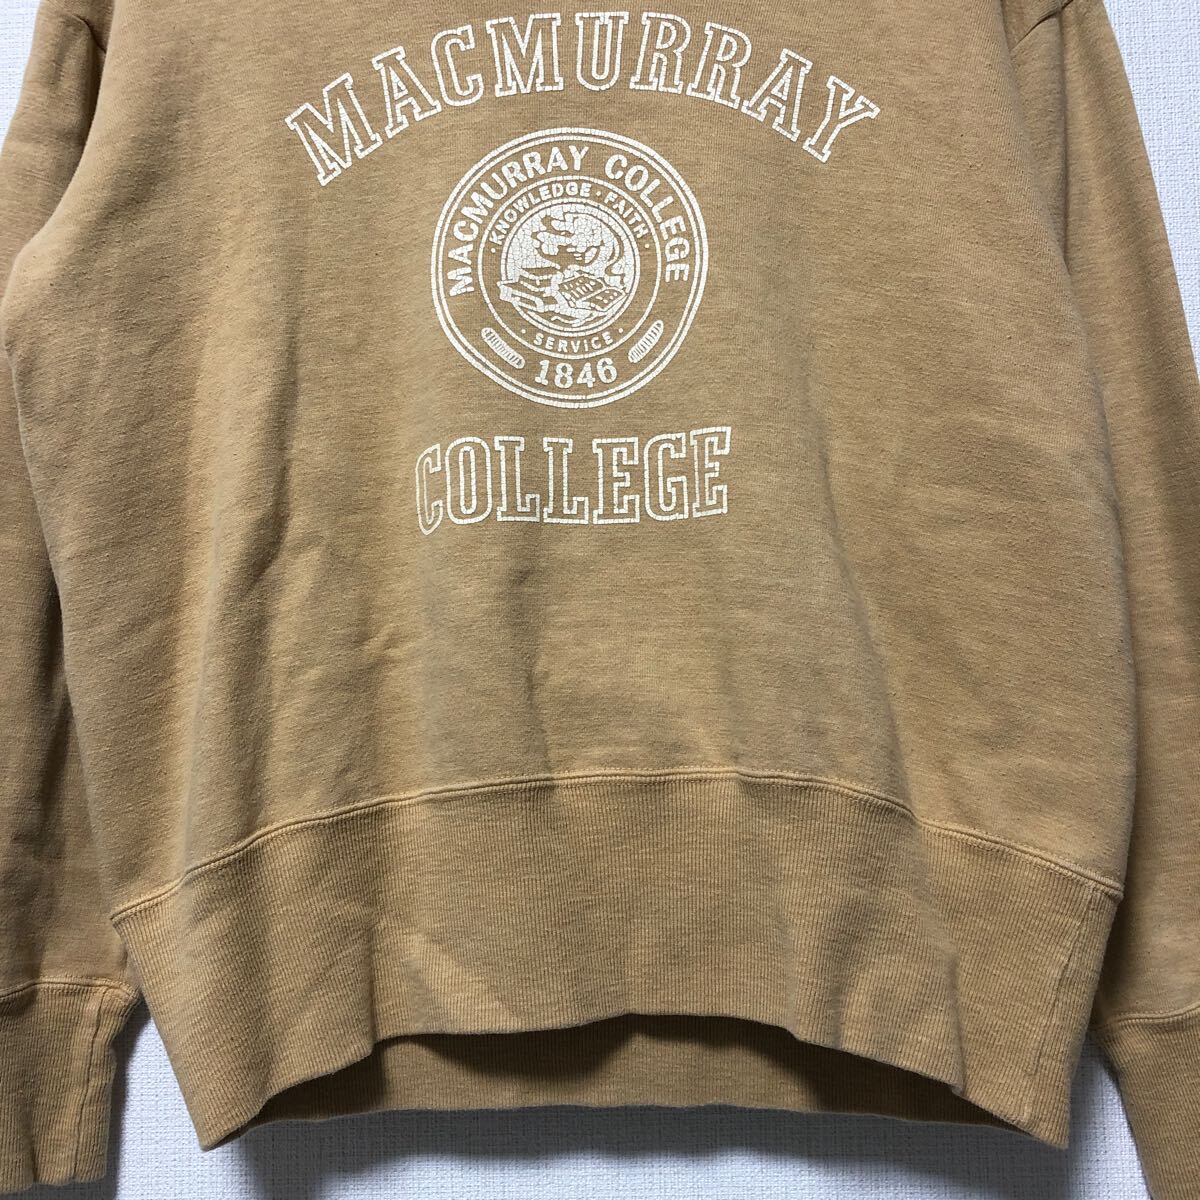 MACMURRAY
MACMURRAY COLLEGE
· KNOWLEDGE · FAITH ·
· SERVICE ·
1846
COLLEGE